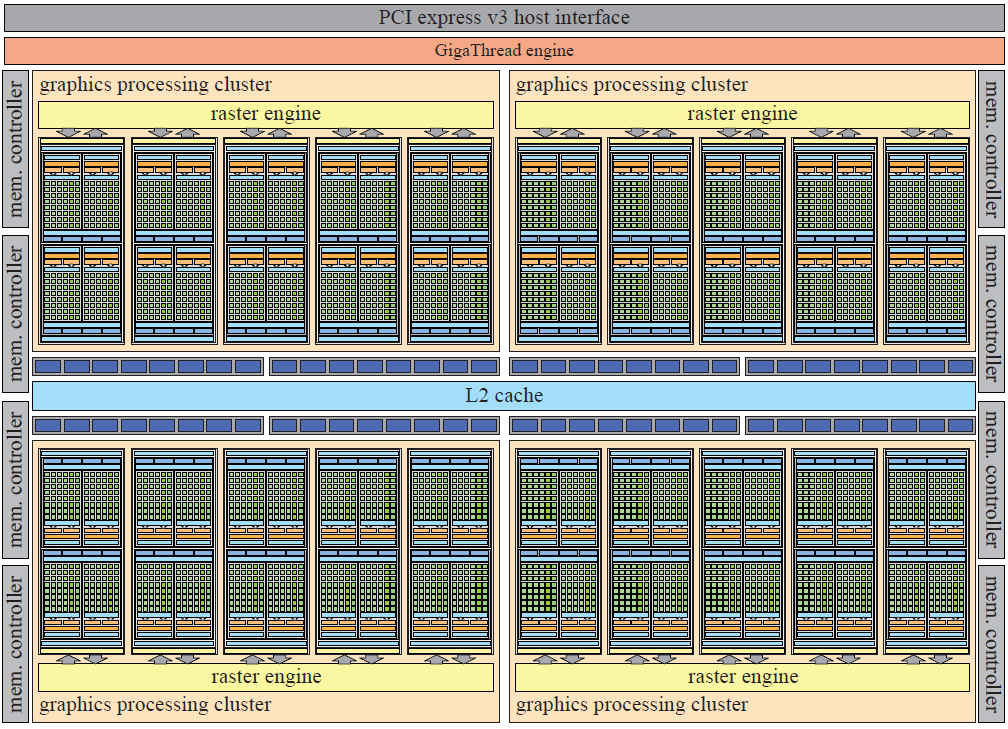 PCI express v3 host interface
GigaThread engine
mem. controller
mem. controller
mem. controller
mem. controller
graphics processing cluster
raster engine
graphics processing cluster
raster engine
L2 cache
raster engine
graphics processing cluster
raster engine
graphics processing cluster
mem. controller
mem. controller
mem. controller
mem. controller